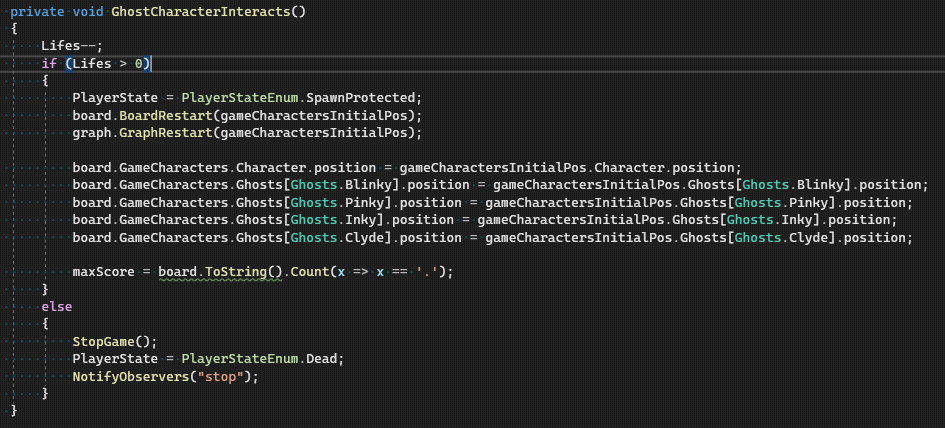 private void GhostCharacterInteracts()
{
    Lifes--;
    if (Lifes > 0)
    {
        PlayerState = PlayerStateEnum.SpawnProtected;
        board.BoardRestart(gameCharactersInitialPos);
        graph.GraphRestart(gameCharactersInitialPos);

        board.GameCharacters.Character.position = gameCharactersInitialPos.Character.position;
        board.GameCharacters.Ghosts[Ghosts.Blinky].position = gameCharactersInitialPos.Ghosts[Ghosts.Blinky].position;
        board.GameCharacters.Ghosts[Ghosts.Pinky].position = gameCharactersInitialPos.Ghosts[Ghosts.Pinky].position;
        board.GameCharacters.Ghosts[Ghosts.Inky].position = gameCharactersInitialPos.Ghosts[Ghosts.Inky].position;
        board.GameCharacters.Ghosts[Ghosts.Clyde].position = gameCharactersInitialPos.Ghosts[Ghosts.Clyde].position;

        maxScore = board.ToString().Count(x => x == '.');
    }
    else
    {
        StopGame();
        PlayerState = PlayerStateEnum.Dead;
        NotifyObservers("stop");
    }
}